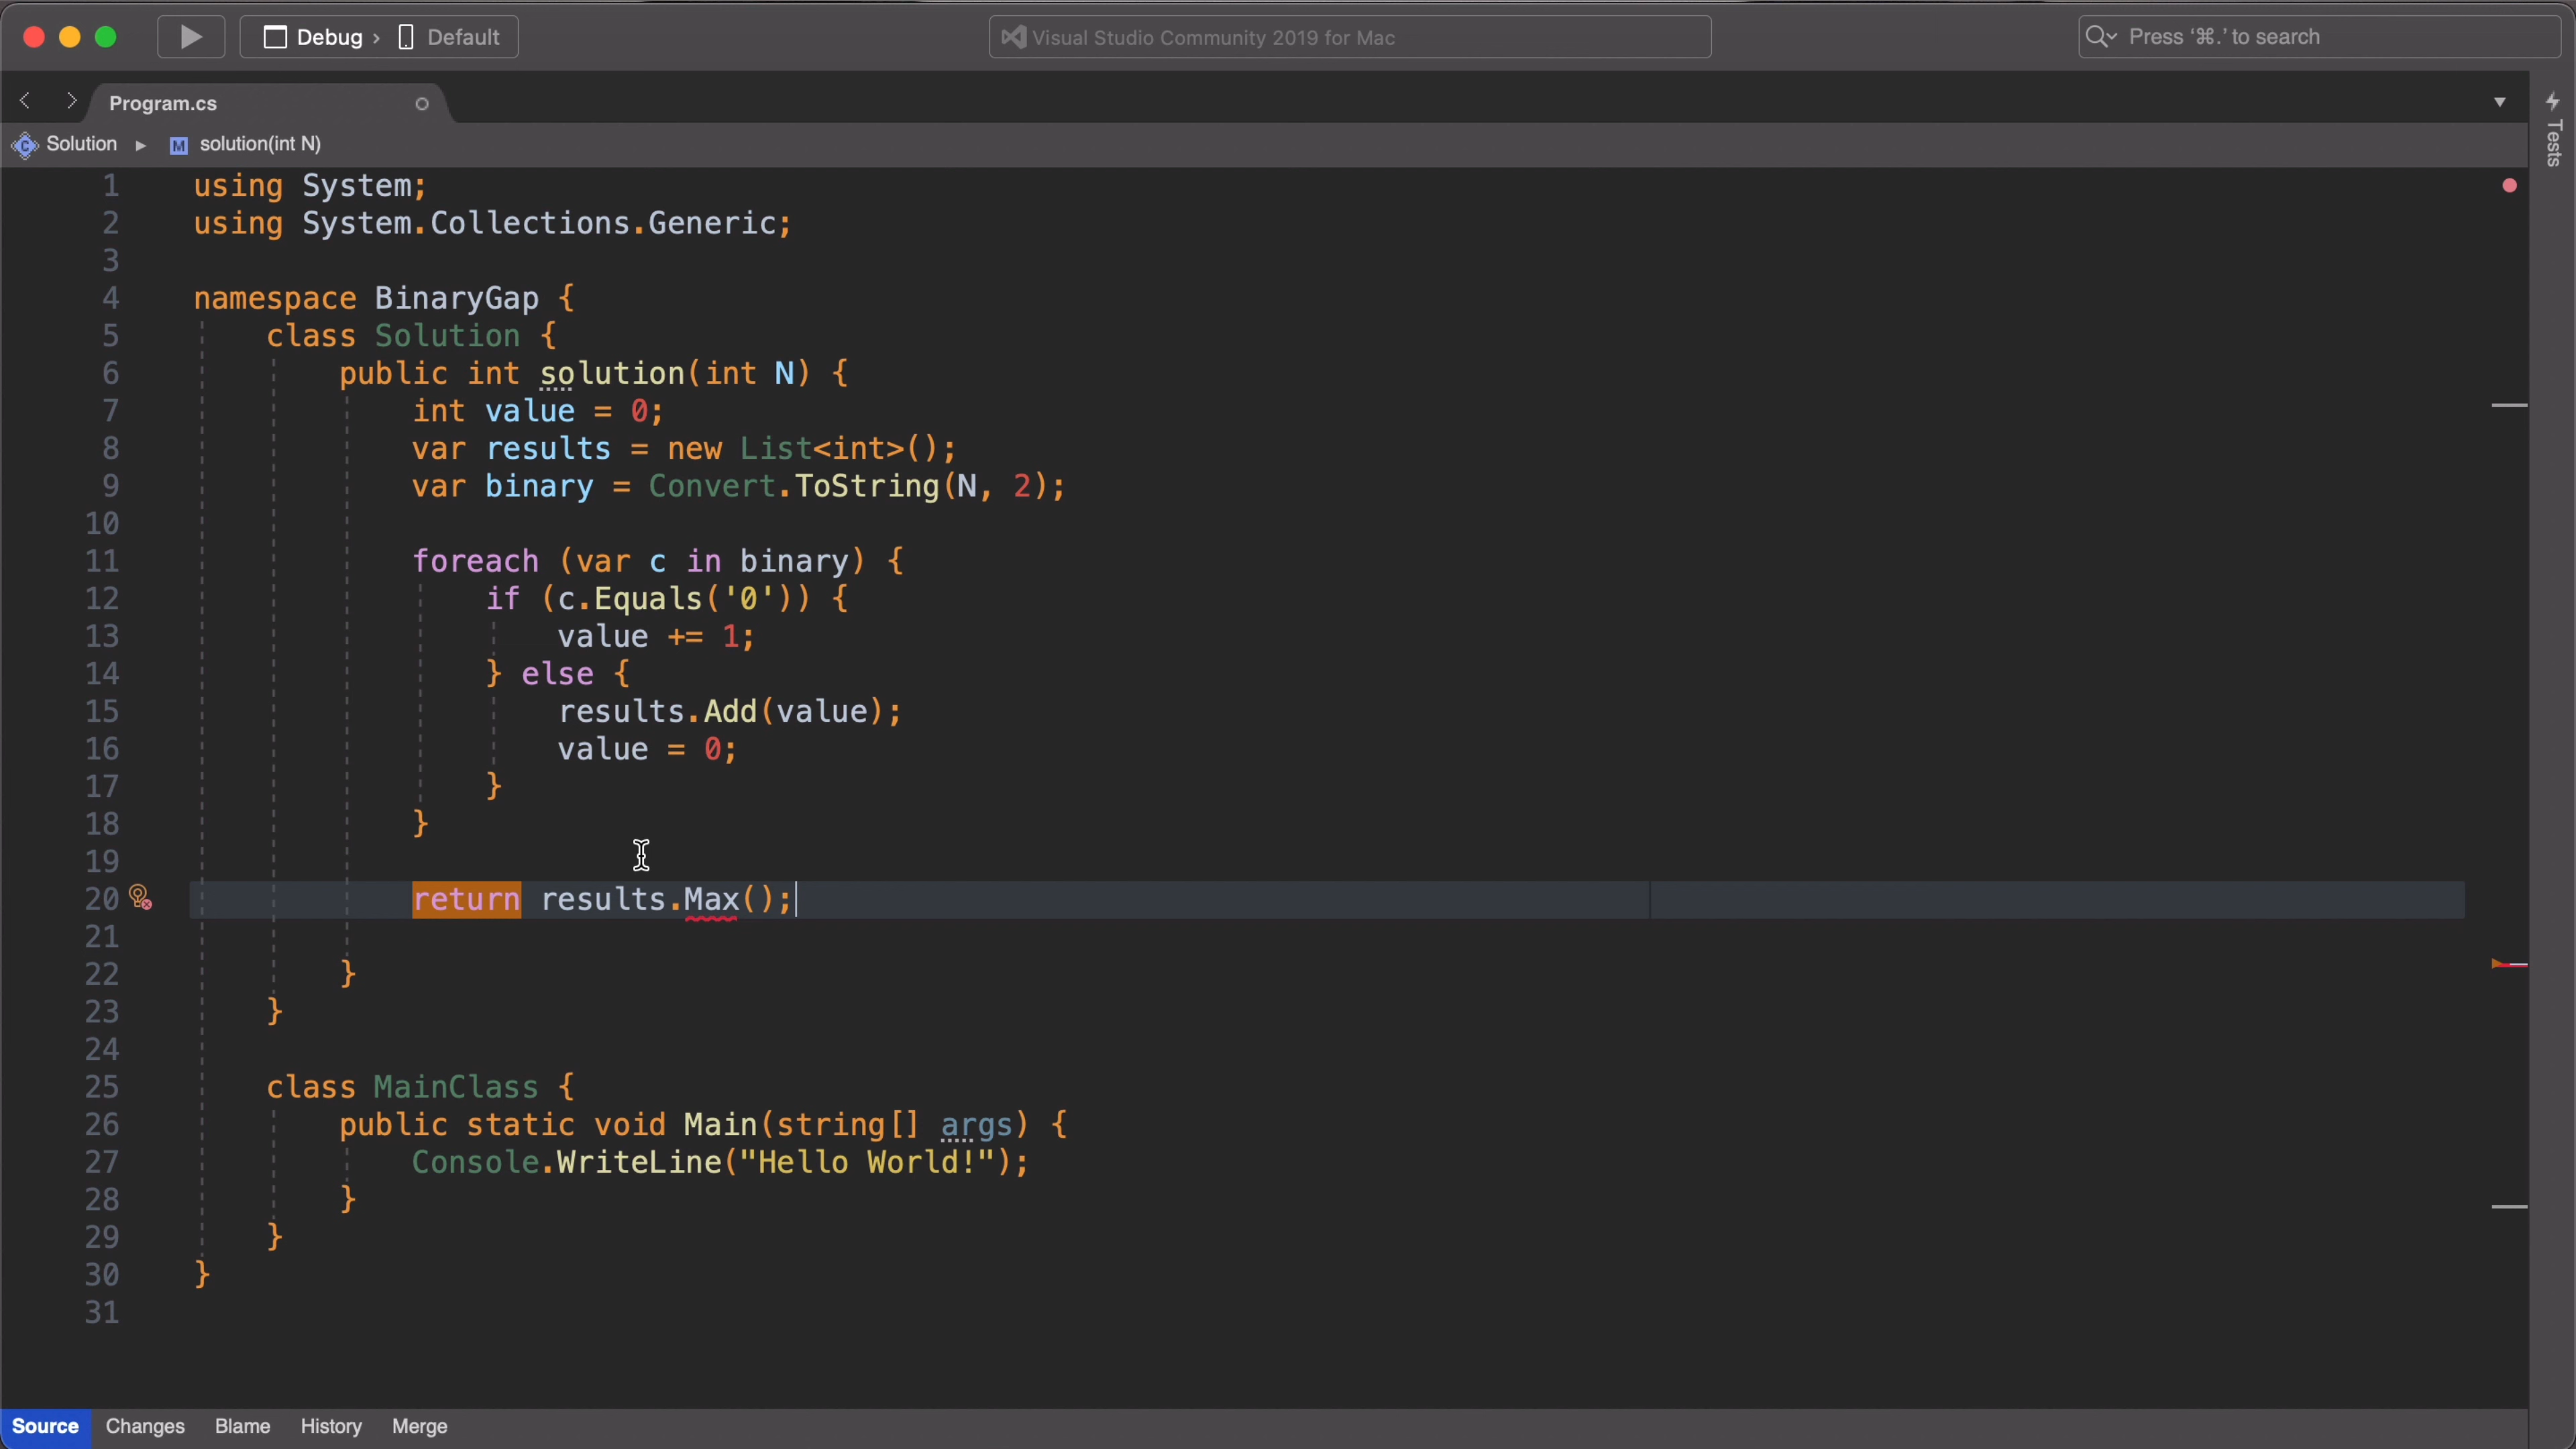 Debug › Default
Visual Studio Community 2019 for Mac
Press ‘⌘.’ to search
Program.cs
Tests
Solution ▸ M solution(int N)
1 using System;
2 using System.Collections.Generic;
3
4 namespace BinaryGap {
5 class Solution {
6 public int solution(int N) {
7 int value = 0;
8 var results = new List<int>();
9 var binary = Convert.ToString(N, 2);
10
11 foreach (var c in binary) {
12 if (c.Equals('0')) {
13 value += 1;
14 } else {
15 results.Add(value);
16 value = 0;
17 }
18 }
19
20 return results.Max();
21
22 }
23 }
24
25 class MainClass {
26 public static void Main(string[] args) {
27 Console.WriteLine("Hello World!");
28 }
29 }
30 }
31
Source Changes Blame History Merge